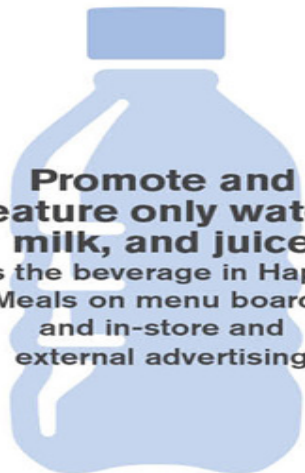 Promote and
eature only wat
milk, and juice
s the beverage in Hap
Meals on menu board
and in-store and
external advertising